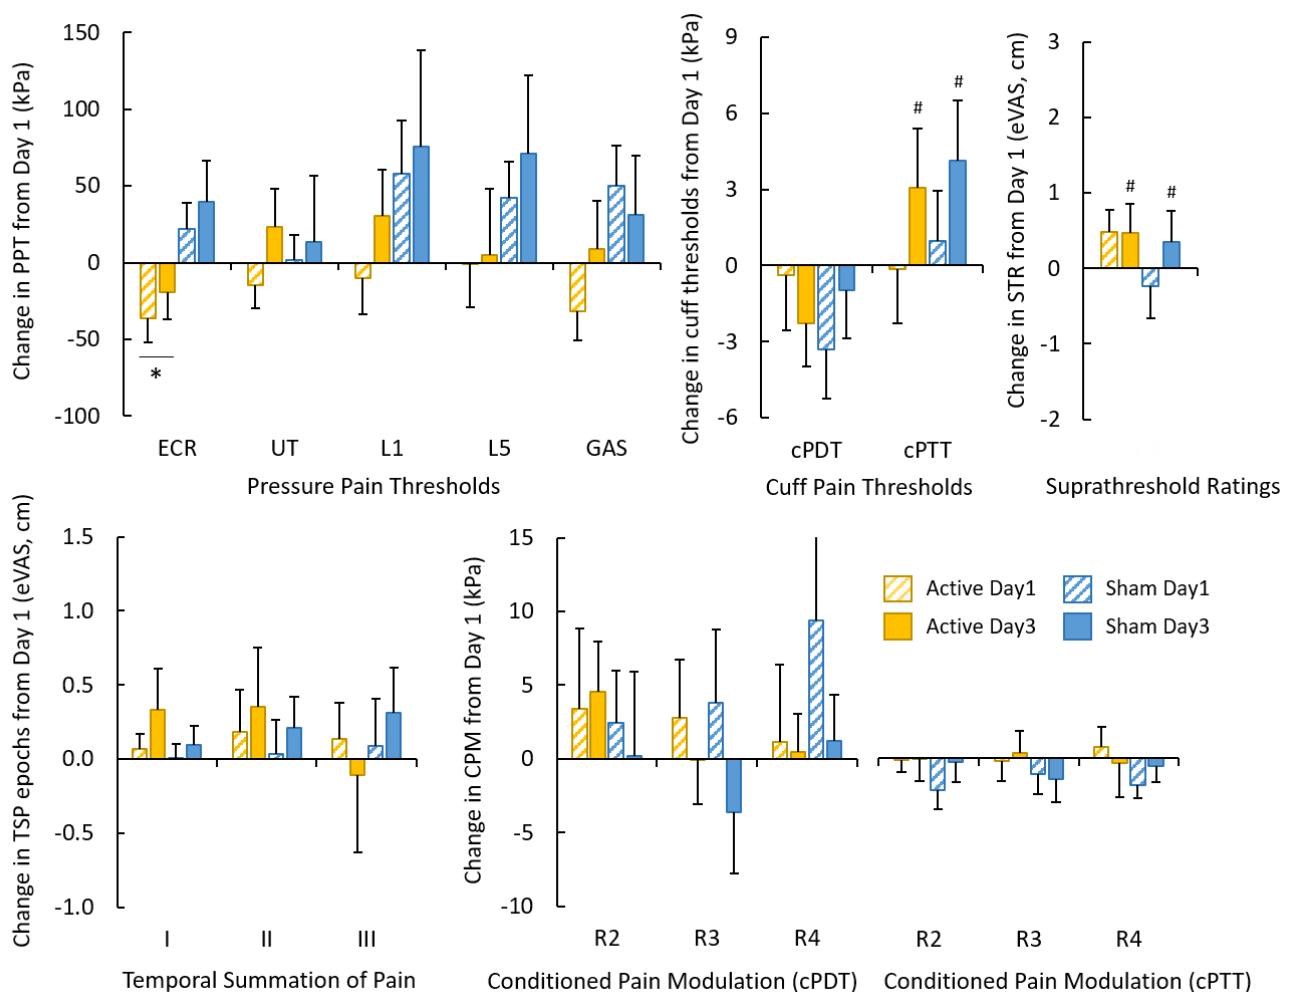 Change in PPT from Day 1 (kPa)
150
100
50
0
-50
-100
*
ECR
UT
L1
L5
GAS
Pressure Pain Thresholds
Change in cuff thresholds from Day 1 (kPa)
9
6
3
0
-3
-6
#
#
cPDT
cPTT
Cuff Pain Thresholds
Change in STR from Day 1 (eVAS, cm)
3
2
1
0
-1
-2
#
#
Suprathreshold Ratings
Change in TSP epochs from Day 1 (eVAS, cm)
1.5
1.0
0.5
0.0
-0.5
-1.0
I
II
III
Temporal Summation of Pain
Change in CPM from Day 1 (kPa)
15
10
5
0
-5
-10
R2
R3
R4
Conditioned Pain Modulation (cPDT)
Active Day1
Sham Day1
Active Day3
Sham Day3
R2
R3
R4
Conditioned Pain Modulation (cPTT)